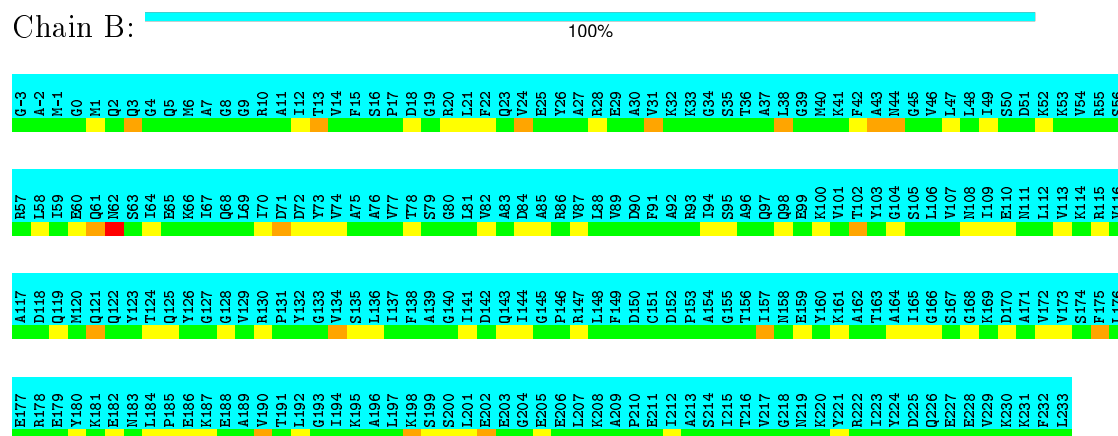 Chain B:
100%
G-3 A-2 M-1 G0 M1 Q2 Q3 G4 Q5 M6 A7 G8 G9 R10 A11 I12 T13 V14 F15 S16 P17 D18 G19 R20 L21 F22 Q23 V24 E25 Y26 A27 R28 E29 A30 V31 K32 K33 G34 S35 T36 A37 L38 G39 M40 K41 F42 A43 N44 G45 V46 L47 L48 I49 S50 D51 K52 K53 V54 R55 S56
R57 L58 I59 E60 Q61 N62 S63 I64 E65 K66 I67 Q68 L69 I70 D71 D72 Y73 V74 A75 A76 V77 T78 S79 G80 L81 V82 A83 D84 A85 R86 V87 L88 V89 D90 F91 A92 R93 I94 S95 A96 Q97 Q98 E99 K100 V101 T102 Y103 G104 S105 L106 V107 N108 I109 E110 N111 L112 V113 K114 R115
A117 D118 Q119 M120 Q121 Q122 Y123 T124 Q125 Y126 G127 G128 V129 R130 P131 Y132 G133 V134 S135 L136 I137 F138 A139 G140 I141 D142 Q143 I144 G145 P146 R147 L148 F149 D150 C151 D152 P153 A154 G155 T156 I157 N158 E159 Y160 K161 A162 T163 A164 I165 G166 S167 G168 K169 D170 A171 V172 V173 S174 F175 L176
E177 R178 E179 Y180 K181 E182 N183 L184 P185 E186 K187 E188 A189 V190 T191 L192 G193 I194 K195 A196 L197 K198 S199 S200 L201 E202 E203 G204 E205 E206 L207 K208 A209 P210 E211 I212 A213 S214 I215 T216 V217 G218 N219 K220 Y221 R222 I223 Y224 D225 Q226 E227 E228 V229 K230 K231 F232 L233